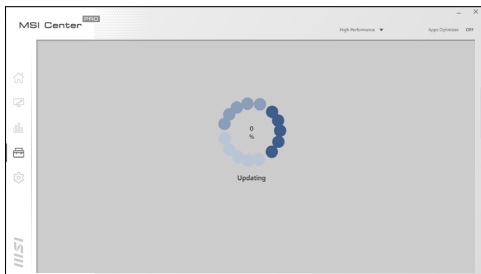 MSI Center PRO
High Performance
Apps Optimizer OFF
0
%
Updating
msi